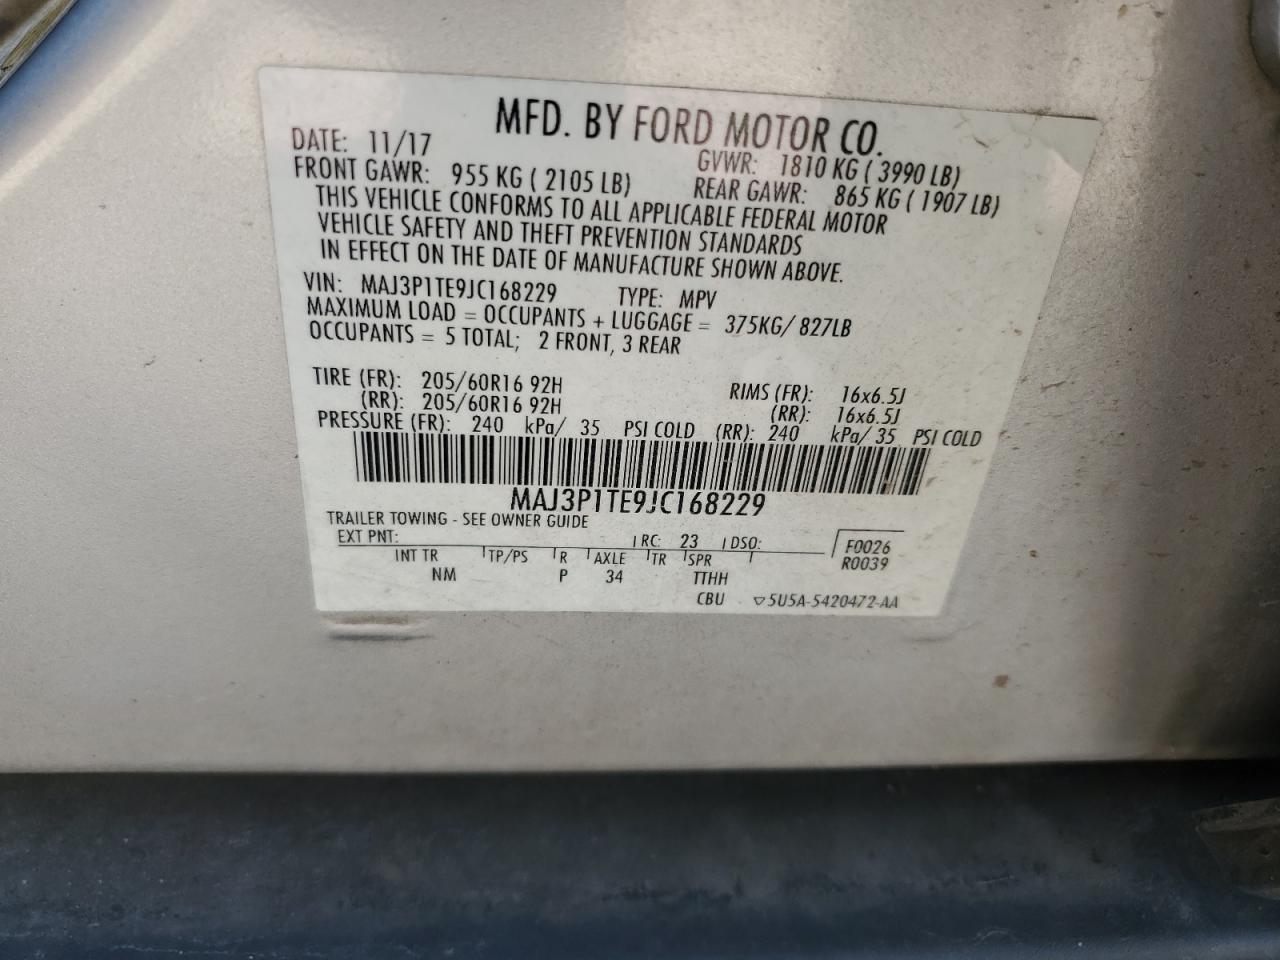 MFD. BY FORD MOTOR CO.
DATE: 11/17 GVWR: 1810 KG ( 3990 LB)
FRONT GAWR: 955 KG ( 2105 LB) REAR GAWR: 865 KG ( 1907 LB)
THIS VEHICLE CONFORMS TO ALL APPLICABLE FEDERAL MOTOR
VEHICLE SAFETY AND THEFT PREVENTION STANDARDS
IN EFFECT ON THE DATE OF MANUFACTURE SHOWN ABOVE.
VIN: MAJ3P1TE9JC168229 TYPE: MPV
MAXIMUM LOAD = OCCUPANTS + LUGGAGE = 375KG/ 827LB
OCCUPANTS = 5 TOTAL; 2 FRONT, 3 REAR
TIRE (FR): 205/60R16 92H RIMS (FR): 16x6.5J
(RR): 205/60R16 92H (RR): 16x6.5J
PRESSURE (FR): 240 kPa/ 35 PSI COLD (RR): 240 kPa/ 35 PSI COLD
MAJ3P1TE9JC168229
TRAILER TOWING - SEE OWNER GUIDE
EXT PNT: RC: 23 DSO: F0026
INT TR TP/PS R AXLE TR SPR R0039
NM P 34 TTHH
CBU ▽5U5A-5420472-AA